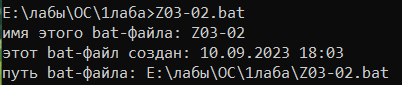 E:\лабы\ОС\1лаба>Z03-02.bat
имя этого bat-файла: Z03-02
этот bat-файл создан: 10.09.2023 18:03
путь bat-файла: E:\лабы\ОС\1лаба\Z03-02.bat